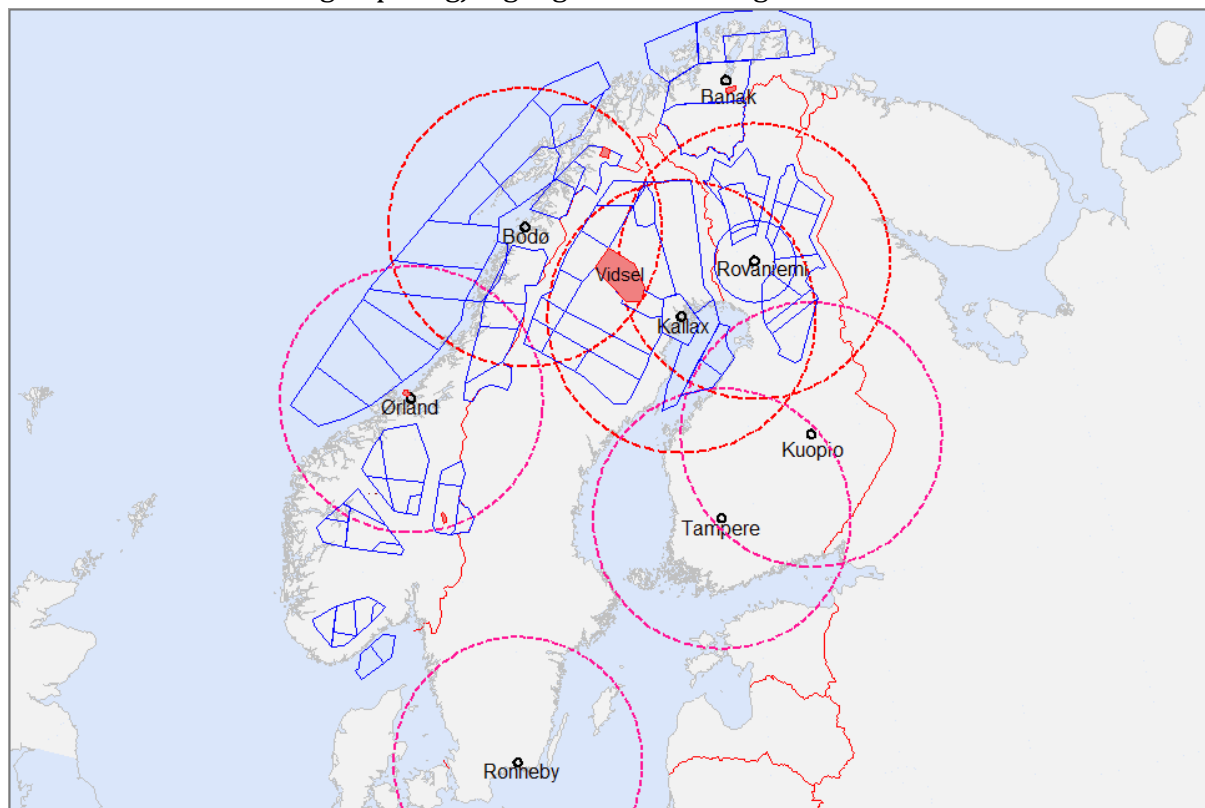 Banak
Bodø
Rovaniemi
Vidsel
Kallax
Ørland
Kuopio
Tampere
Ronneby